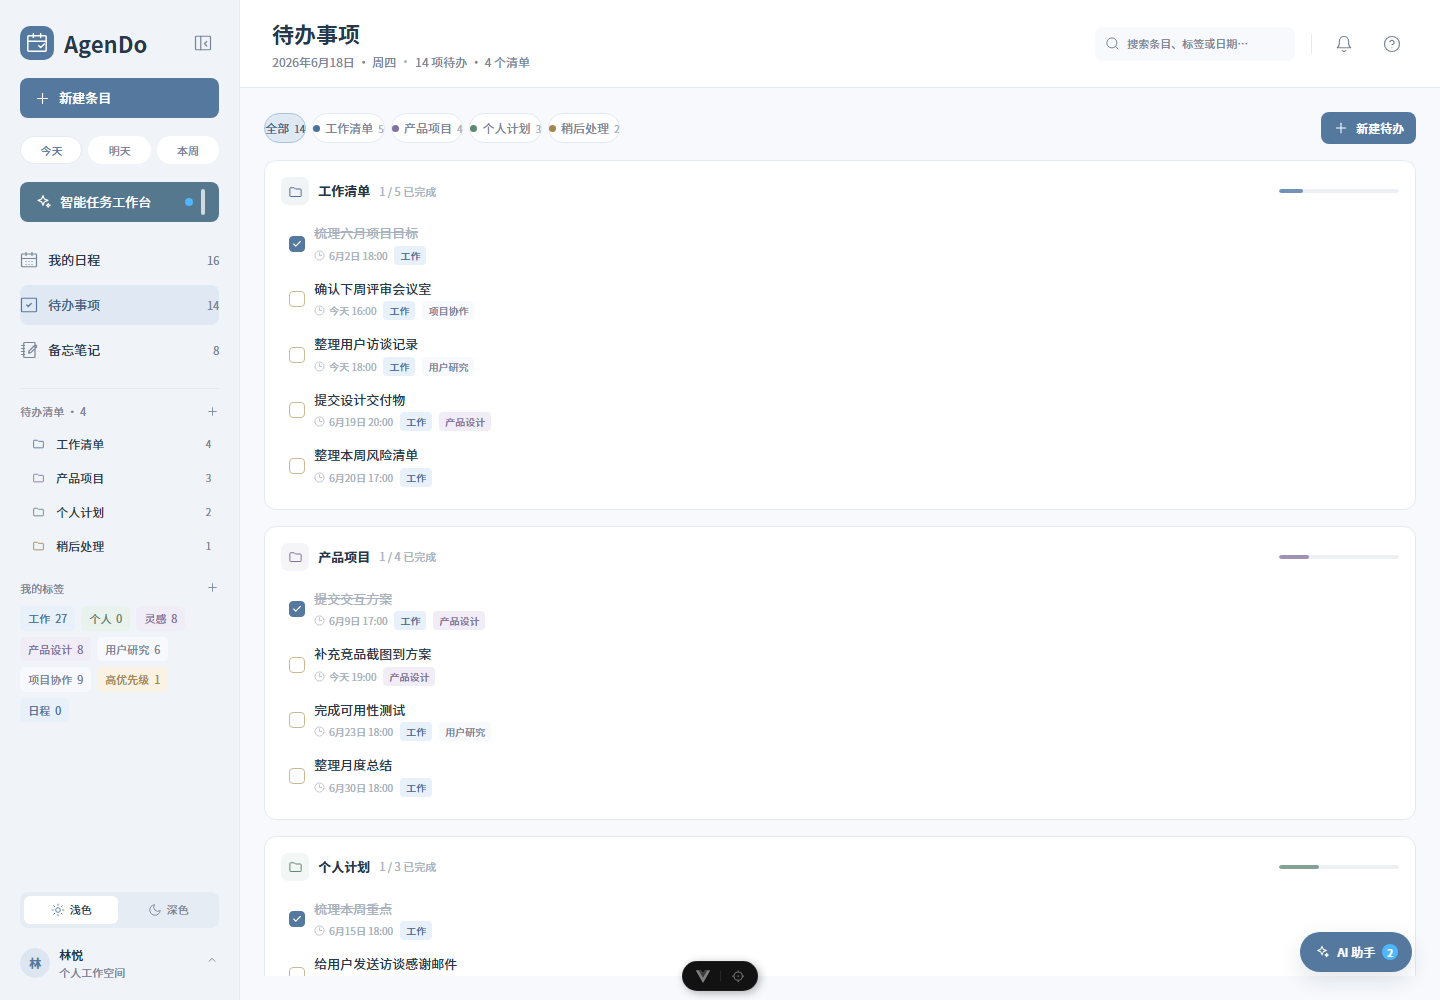 AgenDo
新建条目
今天 明天 本周
智能任务工作台
我的日程 16
待办事项 14
备忘笔记 8
待办清单 · 4
工作清单 4
产品项目 3
个人计划 2
稍后处理 1
我的标签
工作 27 个人 0 灵感 8
产品设计 8 用户研究 6
项目协作 9 高优先级 1
日程 0
浅色 深色
林 林悦
个人工作空间
待办事项
2026年6月18日 · 周四 · 14 项待办 · 4 个清单
搜索条目、标签或日期…
全部 14 工作清单 5 产品项目 4 个人计划 3 稍后处理 2
新建待办
工作清单 1 / 5 已完成
梳理六月项目目标
6月2日 18:00 工作
确认下周评审会议室
今天 16:00 工作 项目协作
整理用户访谈记录
今天 18:00 工作 用户研究
提交设计交付物
6月19日 20:00 工作 产品设计
整理本周风险清单
6月20日 17:00 工作
产品项目 1 / 4 已完成
提交交互方案
6月9日 17:00 工作 产品设计
补充竞品截图到方案
今天 19:00 产品设计
完成可用性测试
6月23日 18:00 工作 用户研究
整理月度总结
6月30日 18:00 工作
个人计划 1 / 3 已完成
梳理本周重点
6月15日 18:00 工作
给用户发送访谈感谢邮件
AI 助手 2